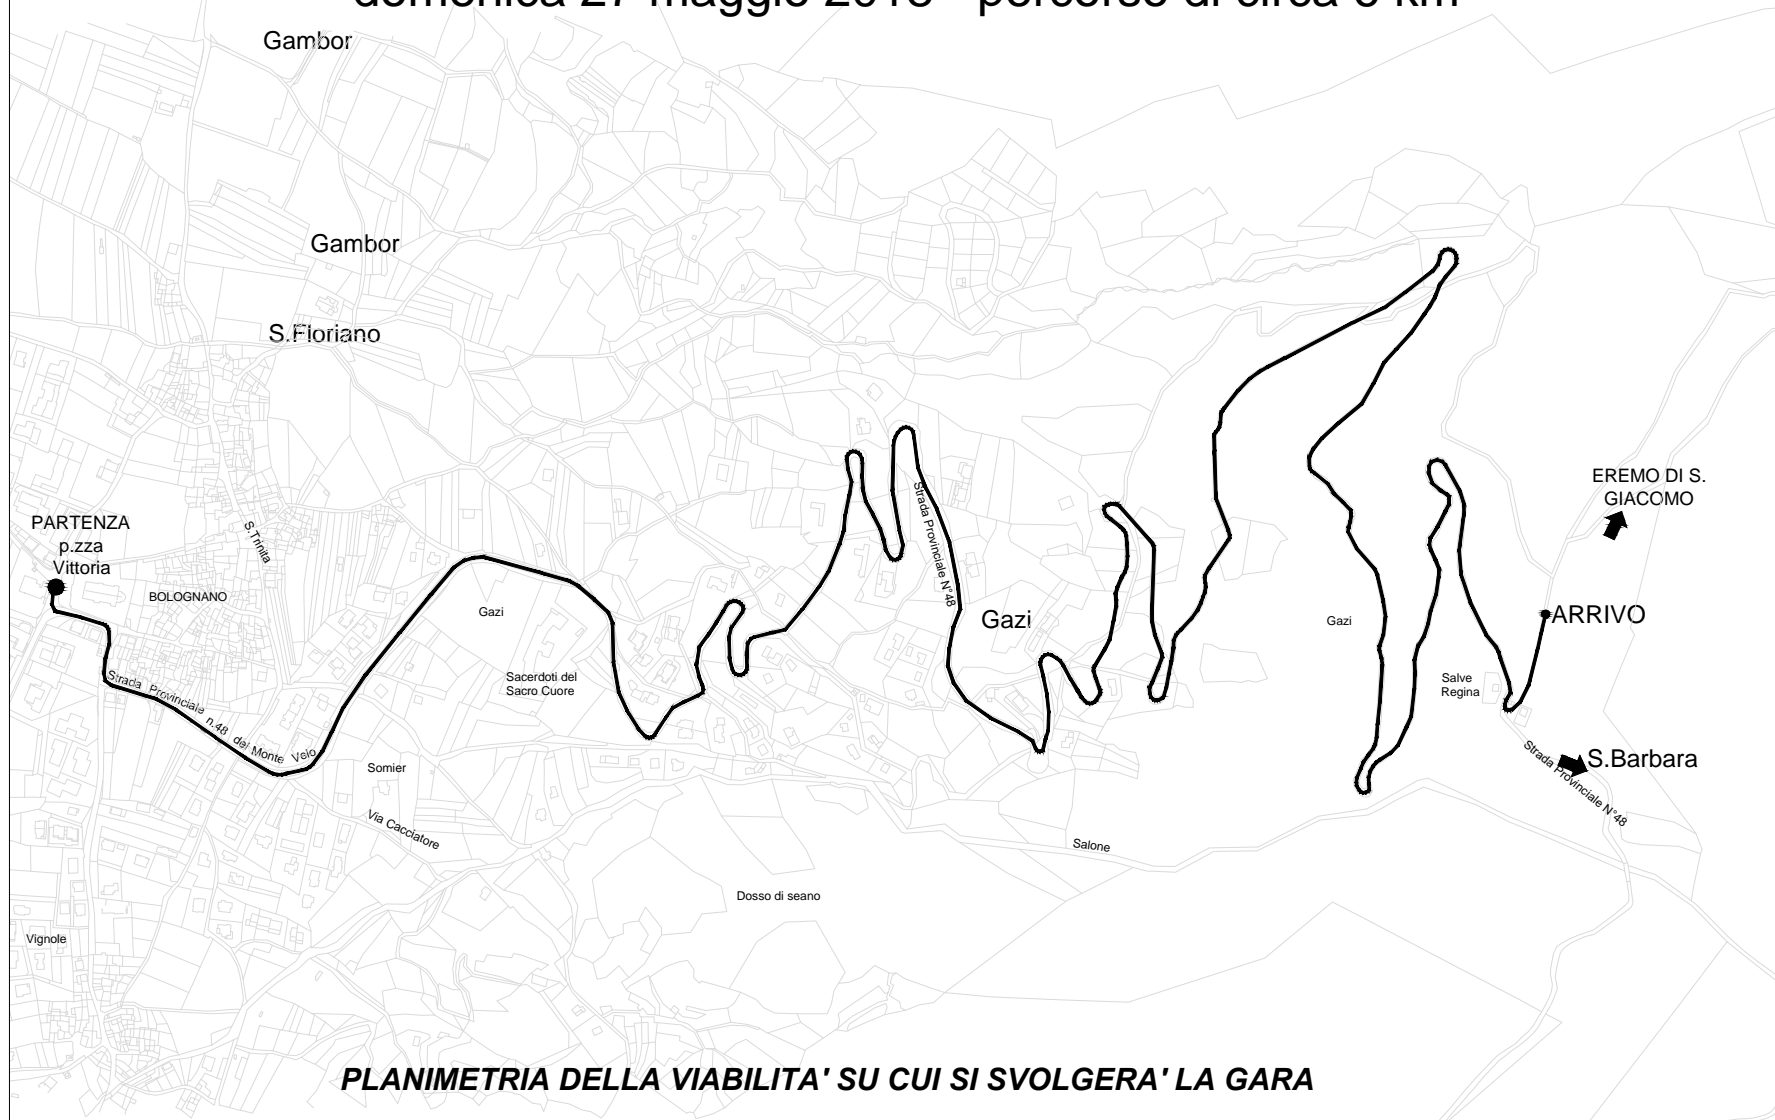 Gambor
Gambor
S.Floriano
PARTENZA
p.zza
Vittoria
S.Trinita
BOLOGNANO
Strada Provinciale n.48 del Monte Velo
Gazi
Sacerdoti del
Sacro Cuore
Somier
Via Cacciatore
Vignole
Strada Provinciale N°48
Gazi
Salone
Dosso di seano
Gazi
Salve
Regina
EREMO DI S.
GIACOMO
ARRIVO
S.Barbara
Strada Provinciale N°48
PLANIMETRIA DELLA VIABILITA' SU CUI SI SVOLGERA' LA GARA